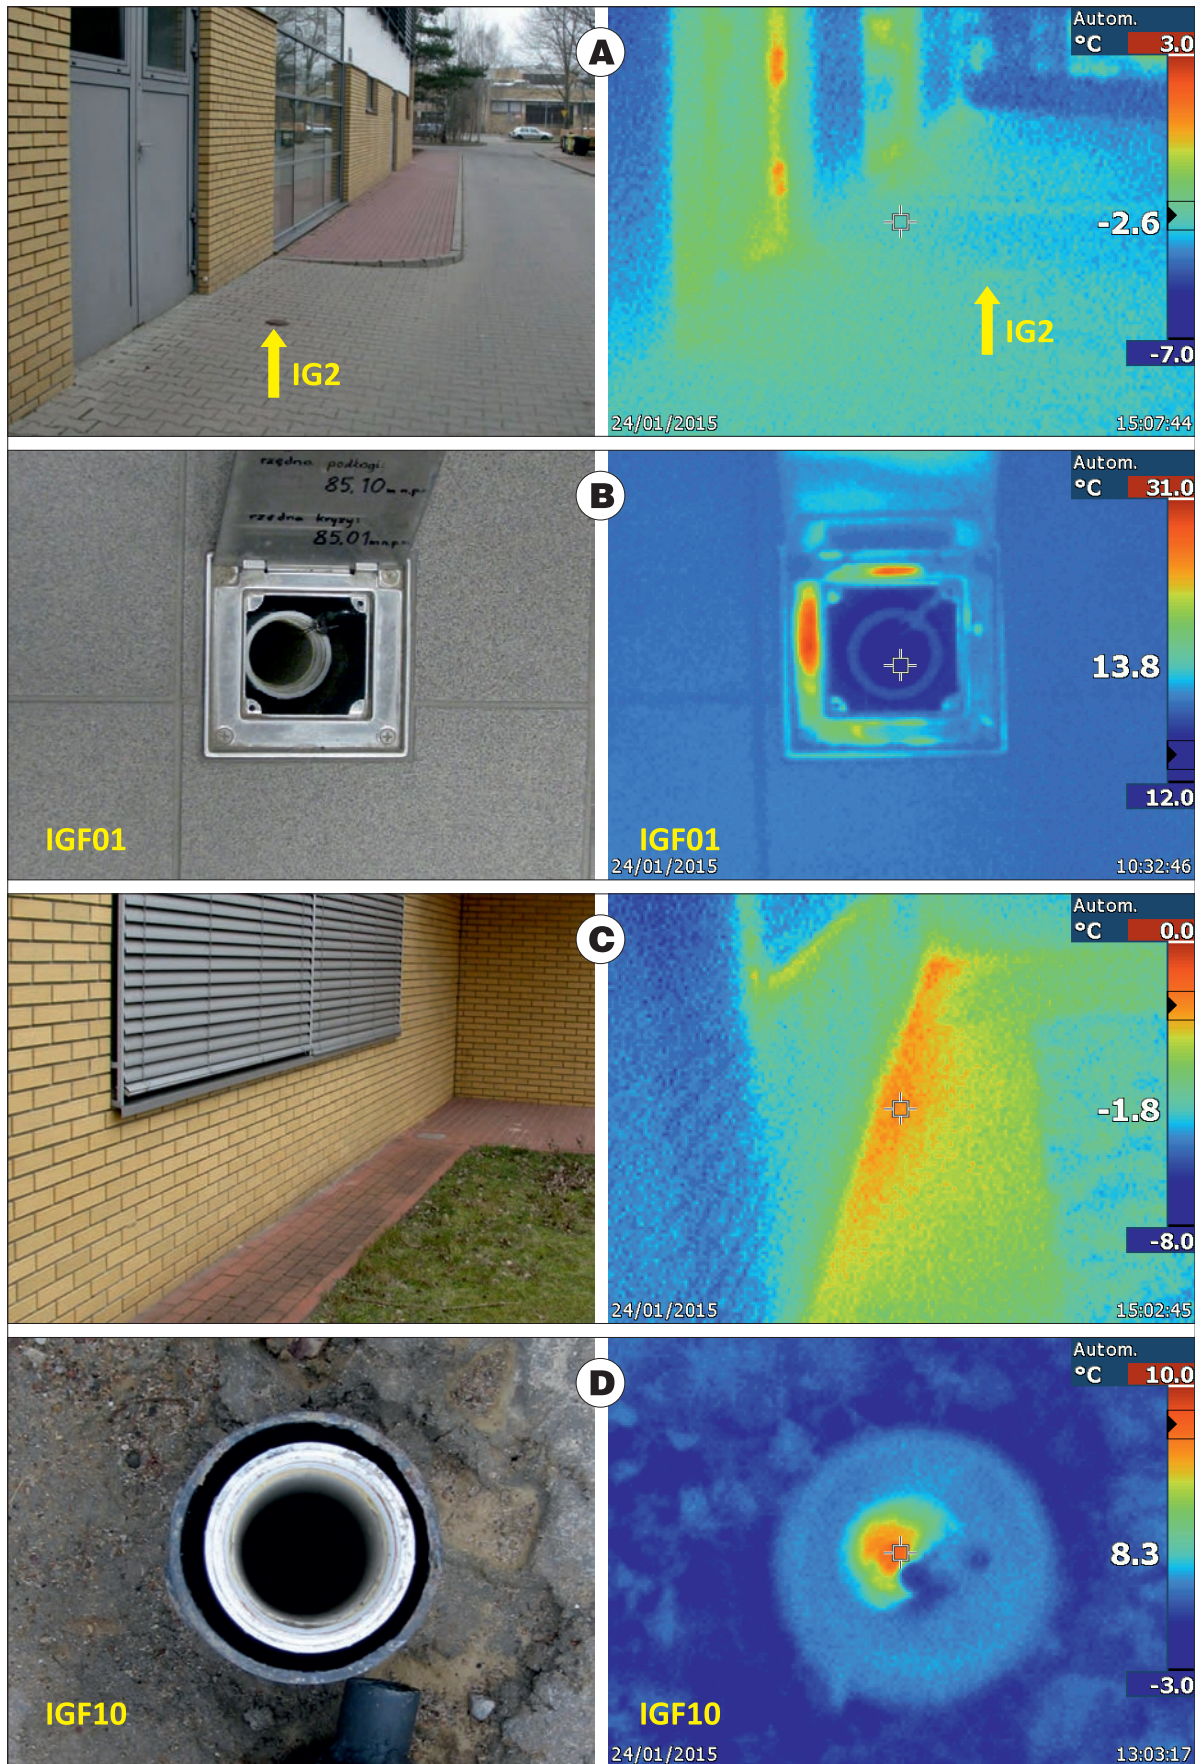 A
IG2
Autom.
°C 3.0
-2.6
IG2
-7.0
24/01/2015 15:07:44
B
rzędna podłogi:
85.10 m n.p.m
rzędna kryzy:
85.01 m n.p.m
IGF01
Autom.
°C 31.0
13.8
12.0
IGF01
24/01/2015 10:32:46
C
Autom.
°C 0.0
-1.8
-8.0
24/01/2015 15:02:45
D
IGF10
Autom.
°C 10.0
8.3
-3.0
IGF10
24/01/2015 13:03:17